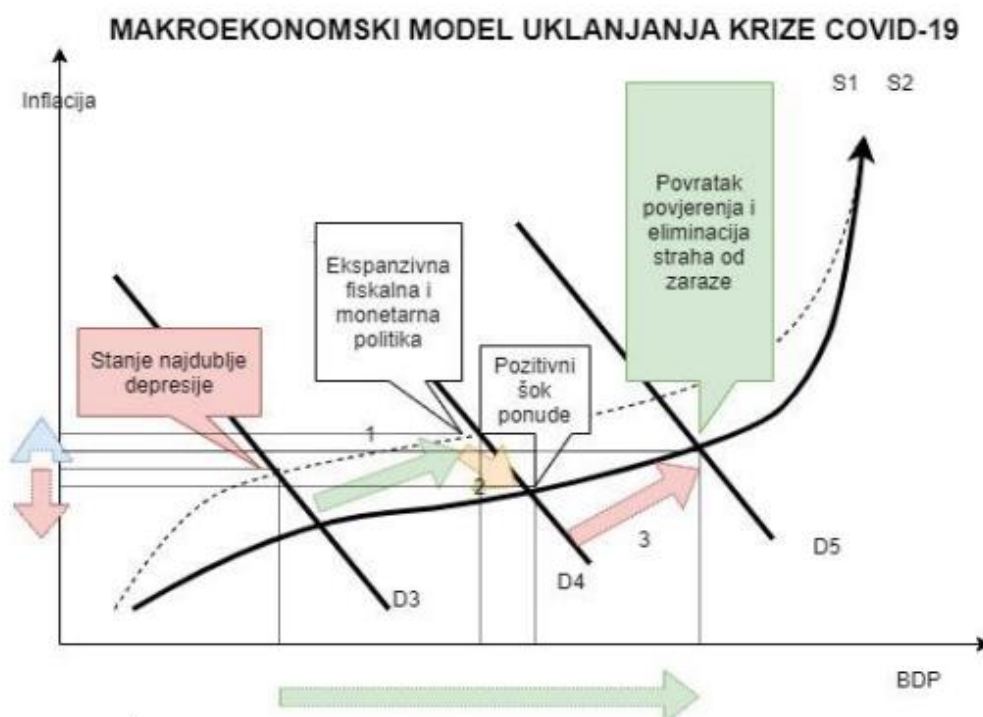 MAKROEKONOMSKI MODEL UKLANJANJA KRIZE COVID-19
Inflacija
S1 S2
Povratak
povjerenja i
eliminacija
straha od
zaraze
Ekspanzivna
fiskalna i
monetarna
politika
Stanje najdublje
depresije
Pozitivni
šok
ponude
1
2
3
D3
D4
D5
BDP